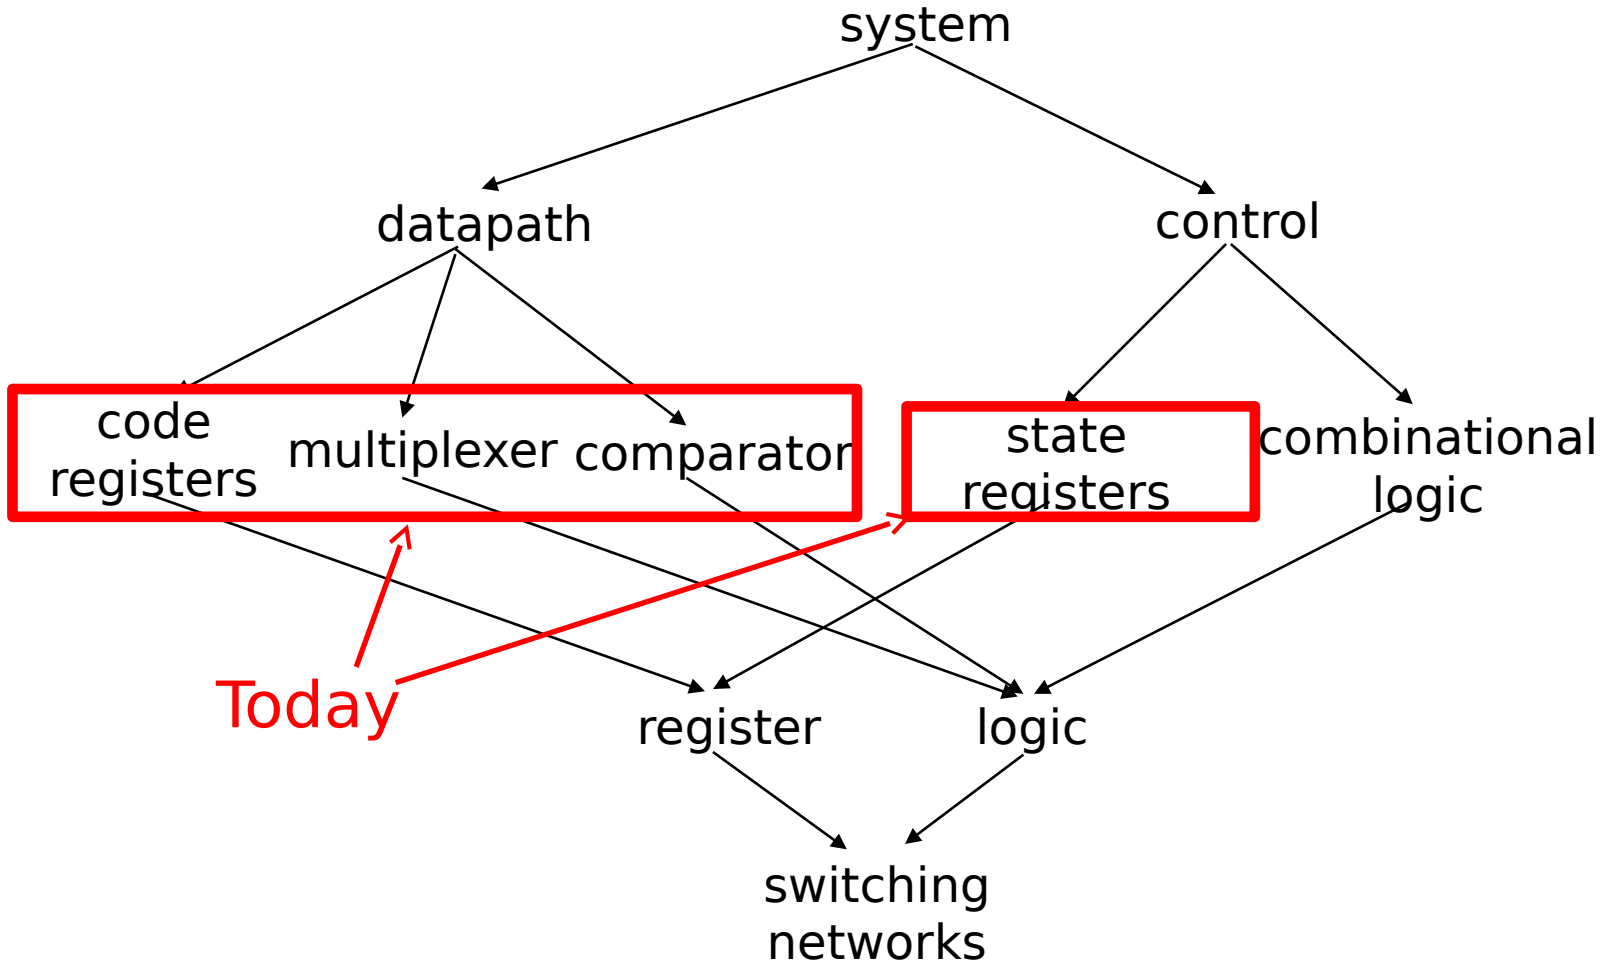 system
datapath
control
code
registers
multiplexer
comparator
state
registers
combinational
logic
Today
register
logic
switching
networks